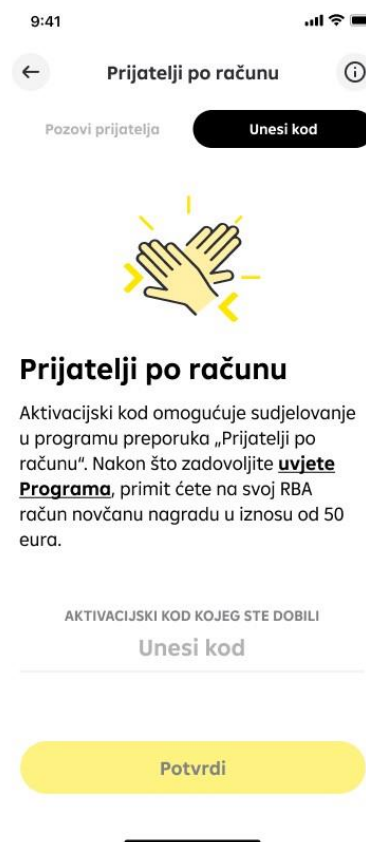 9:41
Prijatelji po računu
Pozovi prijatelja
Unesi kod
Prijatelji po računu
Aktivacijski kod omogućuje sudjelovanje
u programu preporuka „Prijatelji po
računu“. Nakon što zadovoljite uvjete
Programa, primit ćete na svoj RBA
račun novčanu nagradu u iznosu od 50
eura.
AKTIVACIJSKI KOD KOJEG STE DOBILI
Unesi kod
Potvrdi